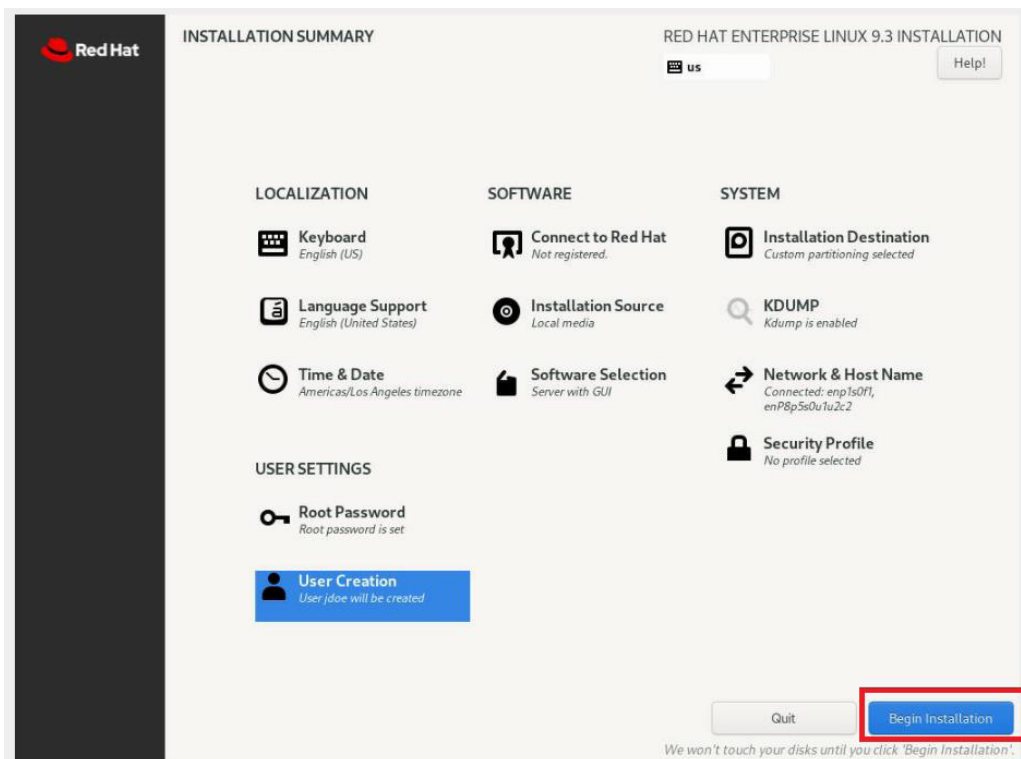 Red Hat
INSTALLATION SUMMARY
RED HAT ENTERPRISE LINUX 9.3 INSTALLATION
us
Help!
LOCALIZATION
Keyboard
English (US)
Language Support
English (United States)
Time & Date
Americas/Los Angeles timezone
SOFTWARE
Connect to Red Hat
Not registered.
Installation Source
Local media
Software Selection
Server with GUI
SYSTEM
Installation Destination
Custom partitioning selected
KDUMP
Kdump is enabled
Network & Host Name
Connected: enp1s0f1,
enP8p5s0u1u2c2
Security Profile
No profile selected
USER SETTINGS
Root Password
Root password is set
User Creation
User jdoe will be created
Quit
Begin Installation
We won't touch your disks until you click 'Begin Installation'.